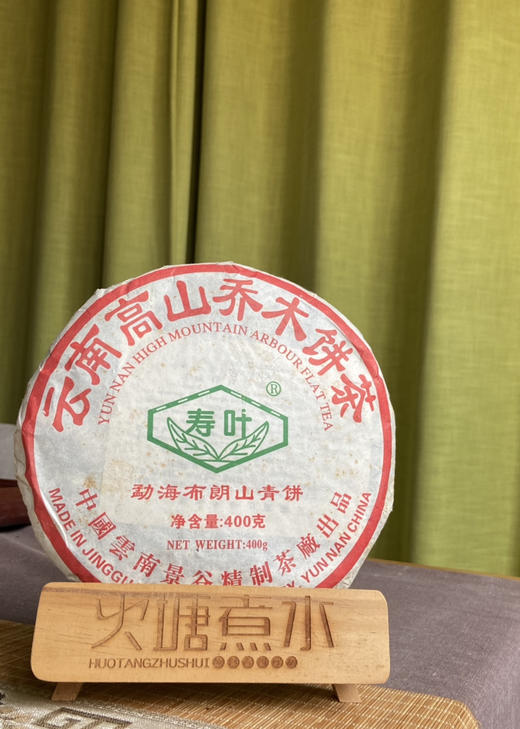 云南高山乔木饼茶
YUN NAN HIGH MOUNTAIN ARBOUR FLAT TEA
®
寿叶
勐海布朗山青饼
净含量:400克
NET WEIGHT:400g
中國雲南景谷精制茶廠出品
MADE IN JINGGU
YUN NAN CHINA
火塘煮水
HUOTANGZHUSHUI